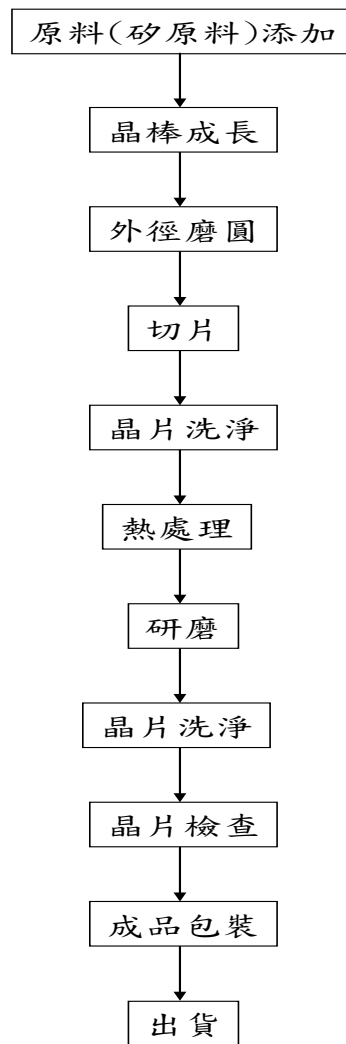 原料(矽原料)添加
晶棒成長
外徑磨圓
切片
晶片洗淨
熱處理
研磨
晶片洗淨
晶片檢查
成品包裝
出貨